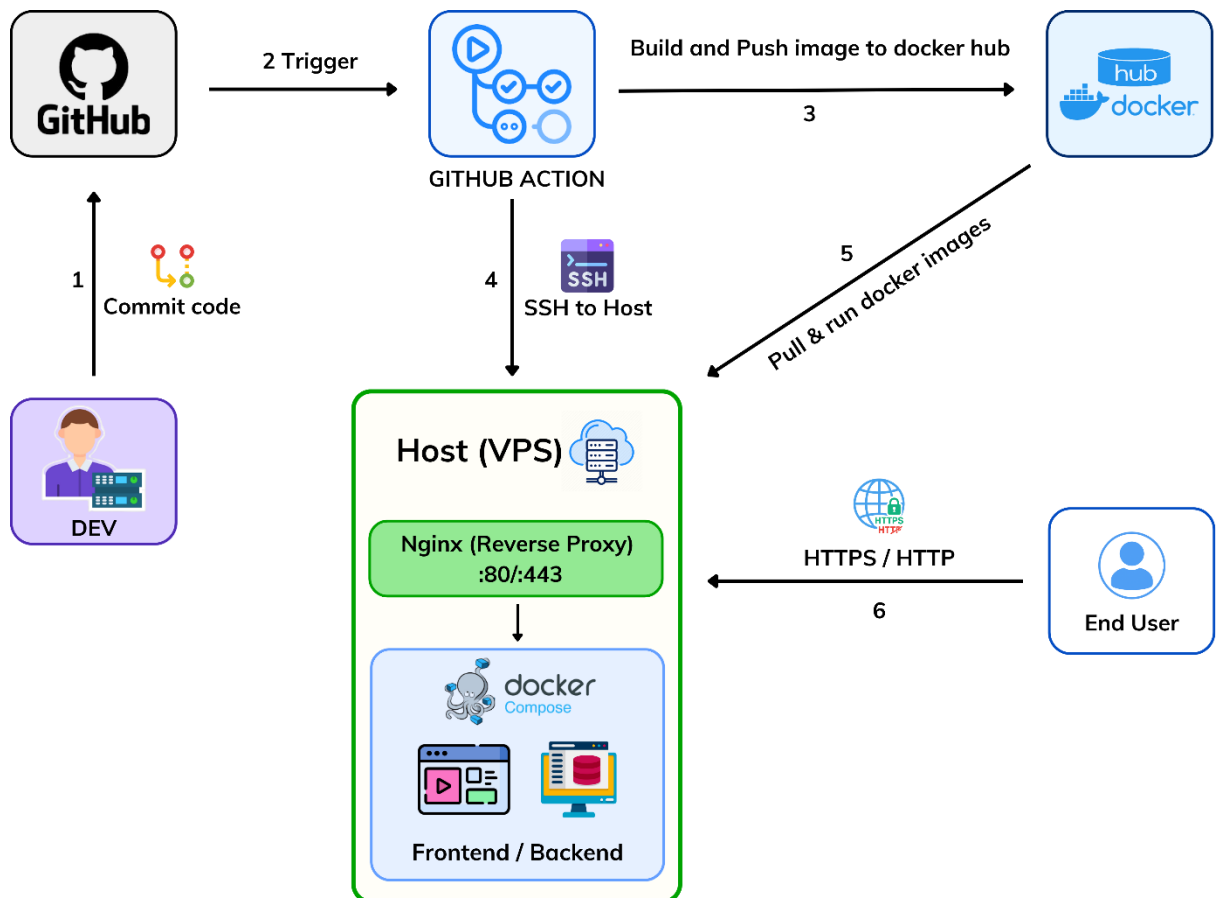 GitHub
2 Trigger
GITHUB ACTION
Build and Push image to docker hub
3
hub
docker
1
Commit code
4
SSH
SSH to Host
5
Pull & run docker images
DEV
Host (VPS)
Nginx (Reverse Proxy)
:80/:443
docker
Compose
Frontend / Backend
HTTPS
HTTP
HTTPS / HTTP
6
End User